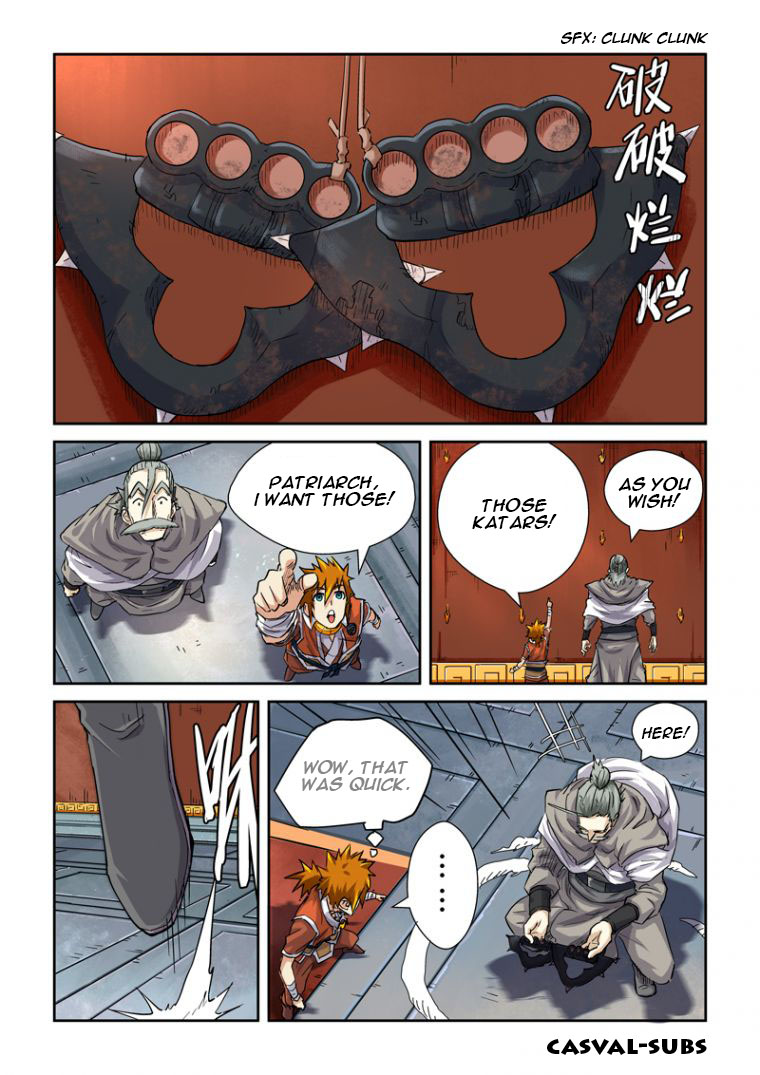 SFX: CLUNK CLUNK
破
破
烂
烂
PATRIARCH,
I WANT THOSE!
THOSE
KATARS!
AS YOU
WISH!
WOW, THAT
WAS QUICK.
......
HERE!
CASVAL-SUBS